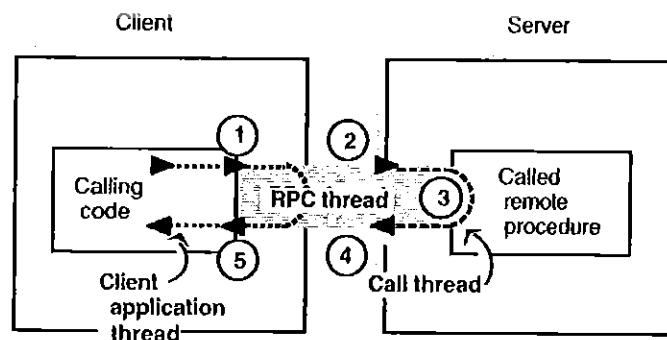 Client
Server
1
2
Calling
code
RPC thread
3
Called
remote
procedure
5
4
Client
application
thread
Call thread